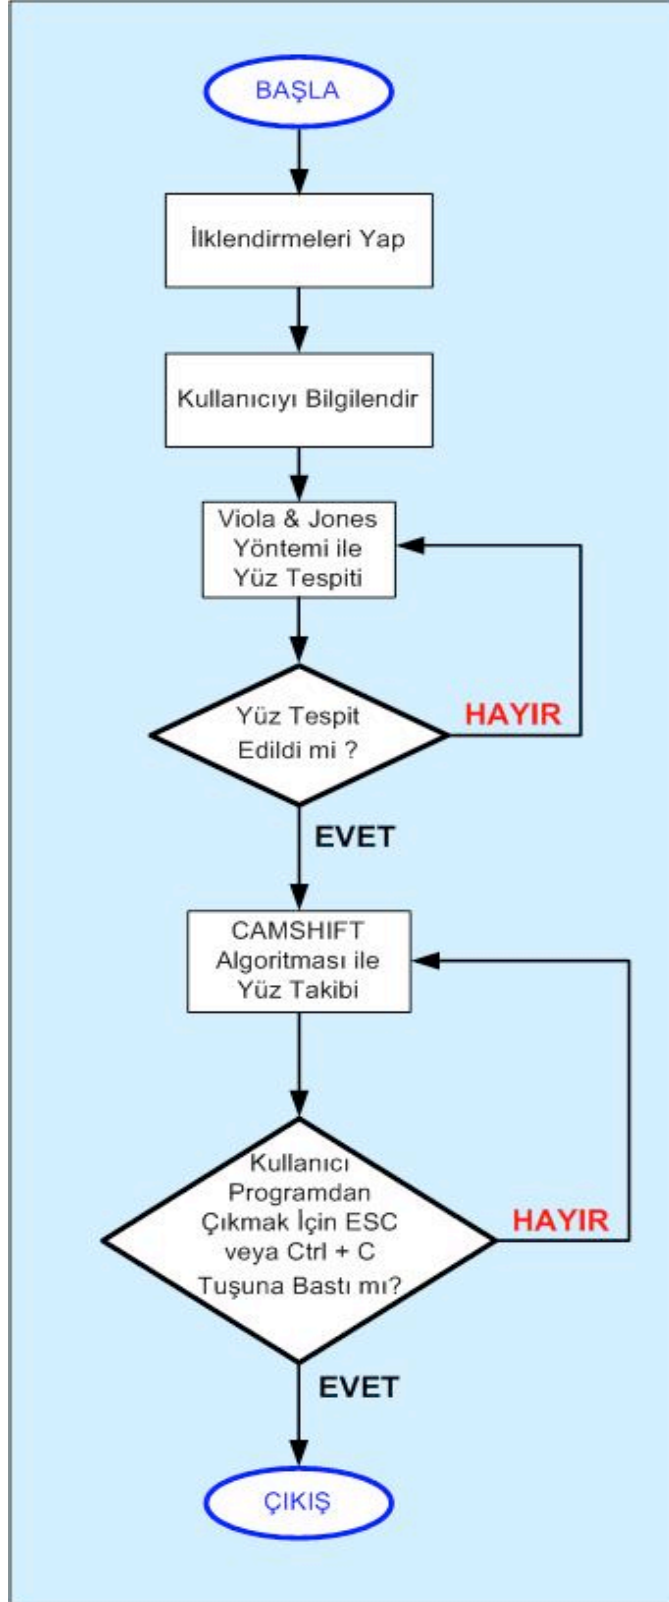 BAŞLA
İlklendirmeleri Yap
Kullanıcıyı Bilgilendir
Viola & Jones
Yöntemi ile
Yüz Tespiti
Yüz Tespit
Edildi mi ?
HAYIR
EVET
CAMSHIFT
Algoritması ile
Yüz Takibi
Kullanıcı
Programdan
Çıkmak İçin ESC
veya Ctrl + C
Tuşuna Bastı mı?
HAYIR
EVET
ÇIKIŞ